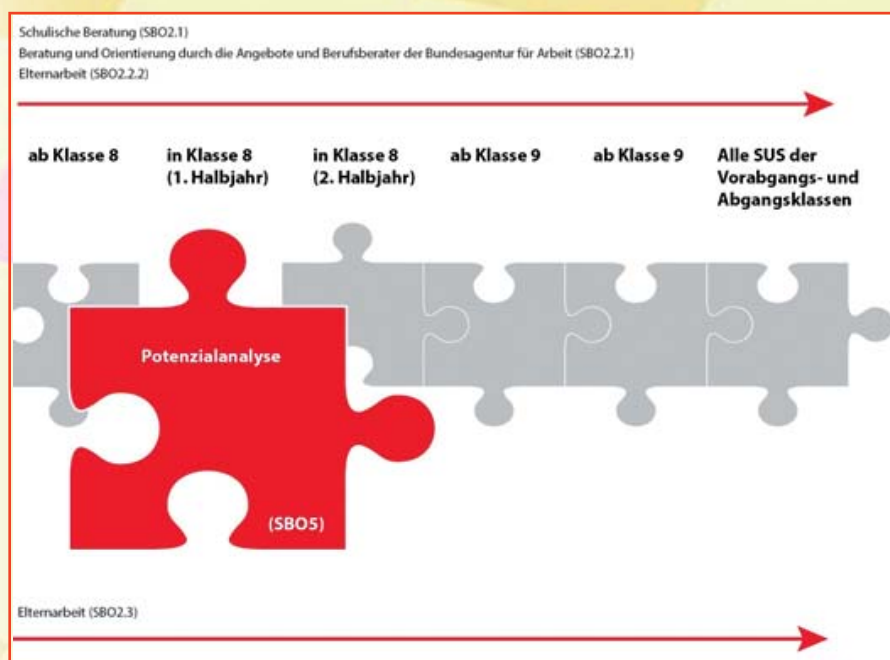 Schulische Beratung (SBO2.1)
Beratung und Orientierung durch die Angebote und Berufsberater der Bundesagentur für Arbeit (SBO2.2.1)
Elternarbeit (SBO2.2.2)
ab Klasse 8
in Klasse 8
(1. Halbjahr)
in Klasse 8
(2. Halbjahr)
ab Klasse 9
ab Klasse 9
Alle SUS der
Vorabgangs- und
Abgangsklassen
Potenzialanalyse
(SBO5)
Elternarbeit (SBO2.3)